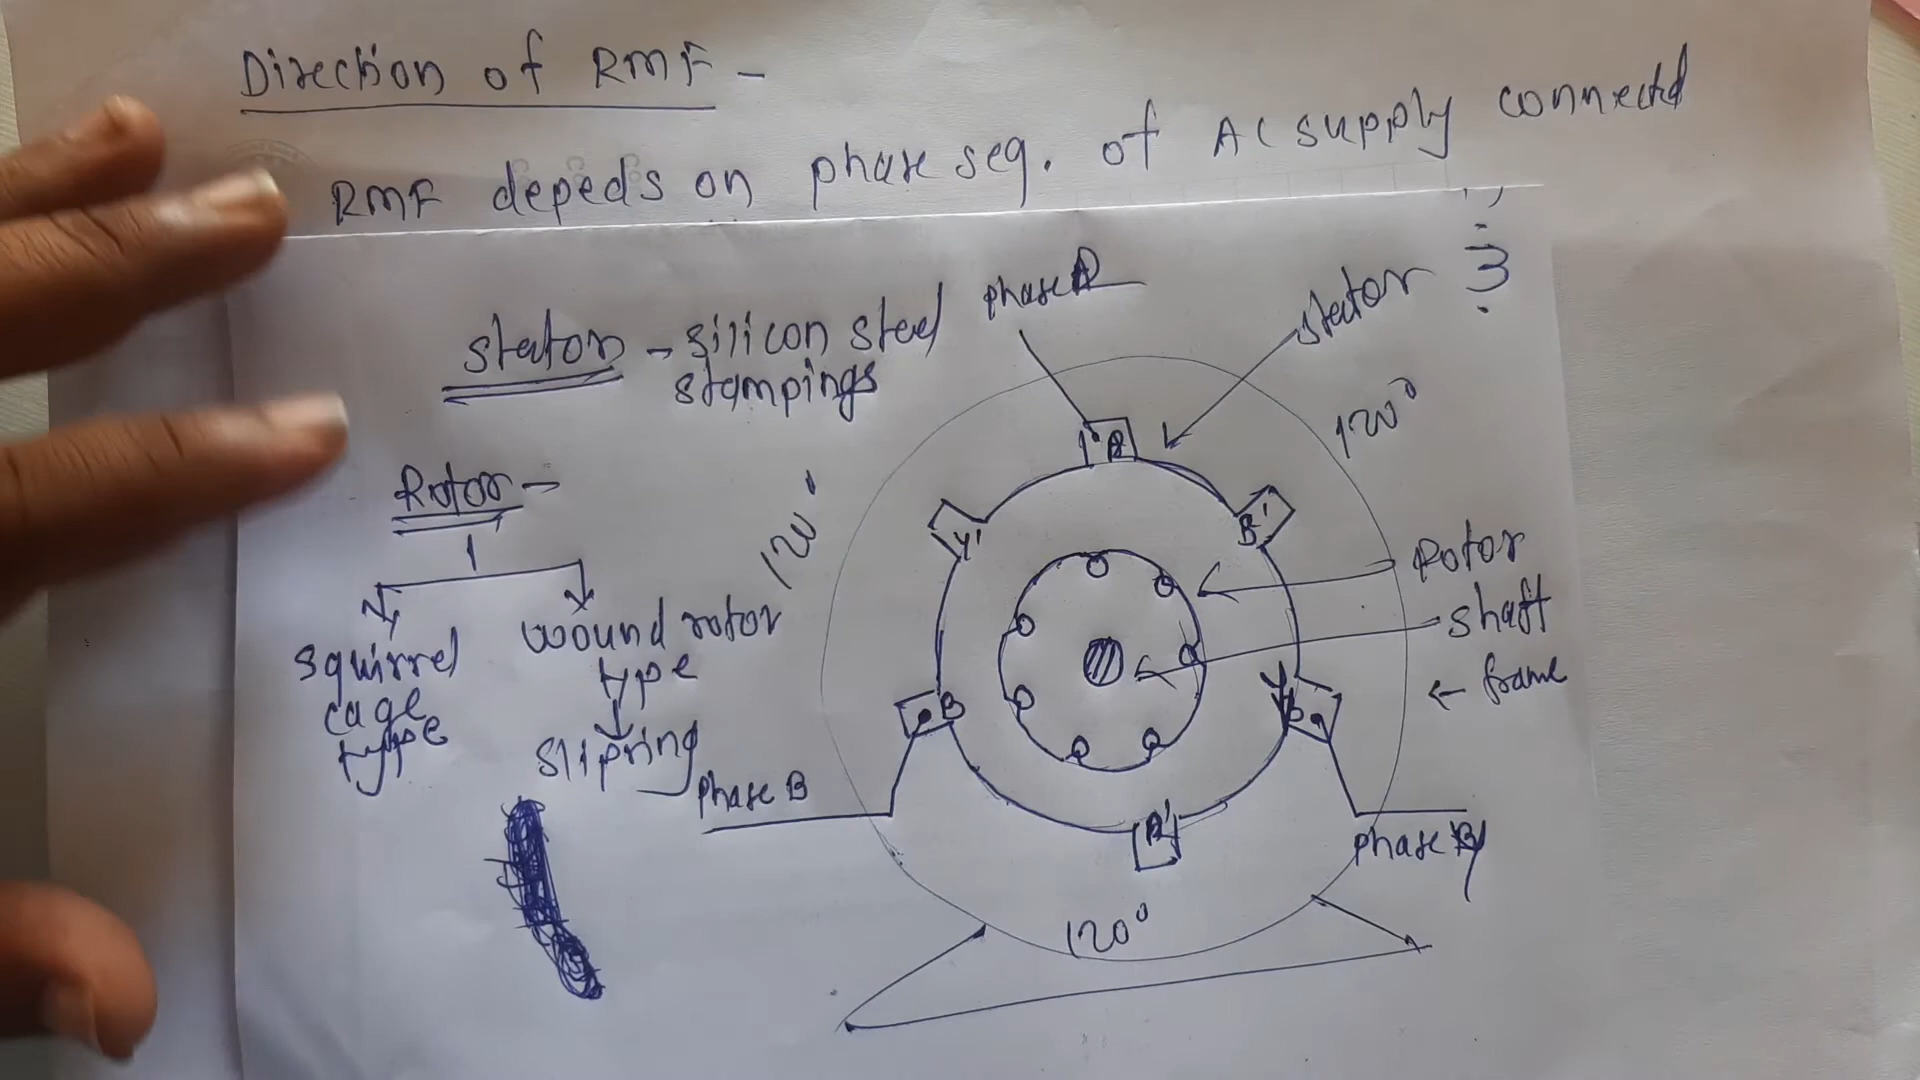 Direction of RMF -
RMF depeds on phase seq. of AC supply connected
stator - silicon steel
stampings
Rotor -
squirrel
cage
type
wound rotor
type
slipring
phase R
stator
120°
120°
R
Y'
B'
Rotor
shaft
← frame
B
R'
Phase B
phase Y
120°